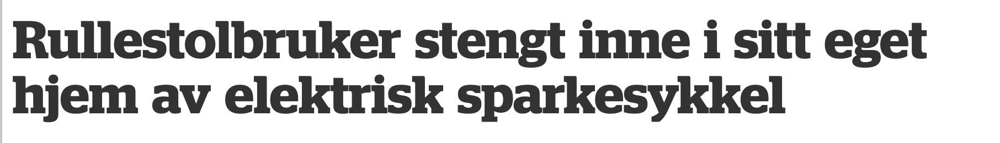 Rullestolbruker stengt inne i sitt eget
hjem av elektrisk sparkesykkel